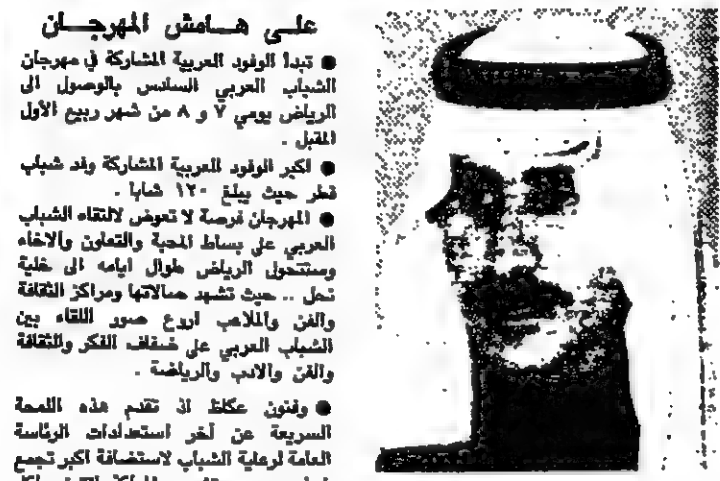 على هامش المهرجان
● تبدأ الوفود العربية المشاركة في مهرجان
الشباب العربي السادس بالوصول الى
الرياض يومي ٧ و ٨ من شهر ربيع الأول
المقبل .
● اكبر الوفود العربية المشاركة وفد شباب
قطر حيث يبلغ ١٢٠ شابا .
● المهرجان فرصة لا تعوض لالتقاء الشباب
العربي على بساط المحبة والتعاون والاخاء
وستتحول الرياض طوال ايامه الى خلية
نحل .. حيث تشهد صالاتها ومراكز الثقافة
والفن والملاعب اروع صور اللقاء بين
الشباب العربي على ضفاف الفكر والثقافة
والفن والادب والرياضة .
● وفنون عكاظ اذ تقدم هذه اللمحة
السريعة عن آخر استعدادات الرئاسة
العامة لرعاية الشباب لاستضافة اكبر تجمع